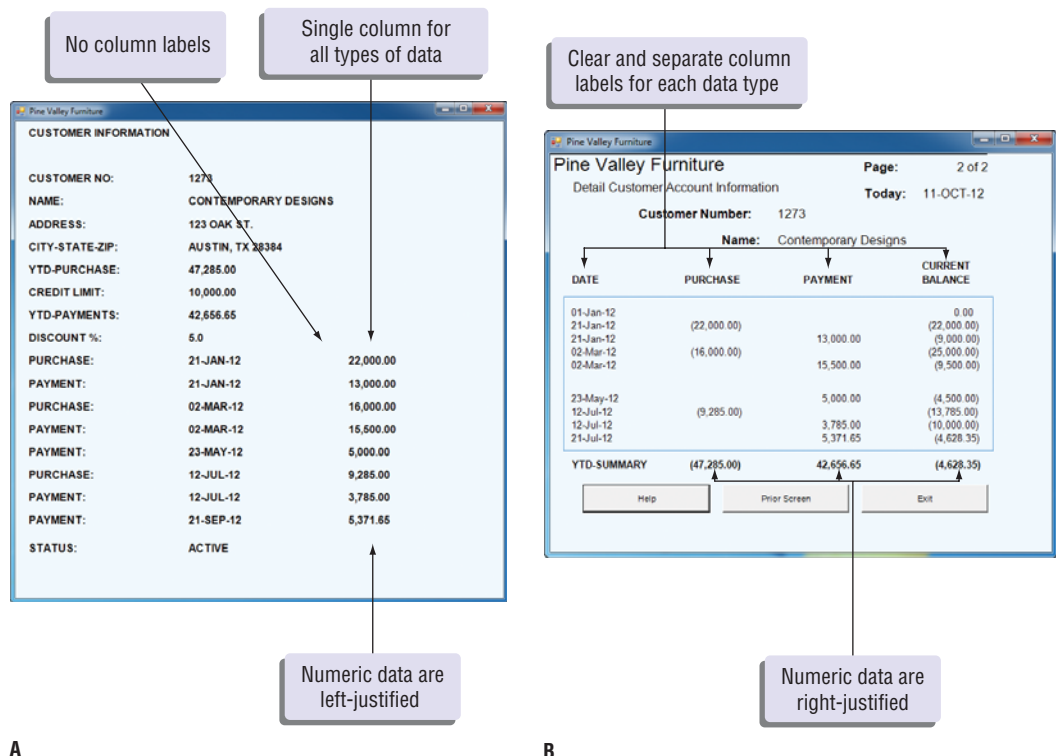 No column labels
Single column for
all types of data
Pine Valley Furniture
CUSTOMER INFORMATION
CUSTOMER NO: 1273
NAME: CONTEMPORARY DESIGNS
ADDRESS: 123 OAK ST.
CITY-STATE-ZIP: AUSTIN, TX 28384
YTD-PURCHASE: 47,285.00
CREDIT LIMIT: 10,000.00
YTD-PAYMENTS: 42,656.65
DISCOUNT %: 5.0
PURCHASE: 21-JAN-12 22,000.00
PAYMENT: 21-JAN-12 13,000.00
PURCHASE: 02-MAR-12 16,000.00
PAYMENT: 02-MAR-12 15,500.00
PAYMENT: 23-MAY-12 5,000.00
PURCHASE: 12-JUL-12 9,285.00
PAYMENT: 12-JUL-12 3,785.00
PAYMENT: 21-SEP-12 5,371.65
STATUS: ACTIVE
Numeric data are
left-justified
A
Clear and separate column
labels for each data type
Pine Valley Furniture
Pine Valley Furniture Page: 2 of 2
Detail Customer Account Information Today: 11-OCT-12
Customer Number: 1273
Name: Contemporary Designs
CURRENT
DATE PURCHASE PAYMENT BALANCE
01-Jan-12 0.00
21-Jan-12 (22,000.00) (22,000.00)
21-Jan-12 13,000.00 (9,000.00)
02-Mar-12 (16,000.00) (25,000.00)
02-Mar-12 15,500.00 (9,500.00)
23-May-12 5,000.00 (4,500.00)
12-Jul-12 (9,285.00) (13,785.00)
12-Jul-12 3,785.00 (10,000.00)
21-Jul-12 5,371.65 (4,628.35)
YTD-SUMMARY (47,285.00) 42,656.65 (4,628.35)
Help Prior Screen Exit
Numeric data are
right-justified
B